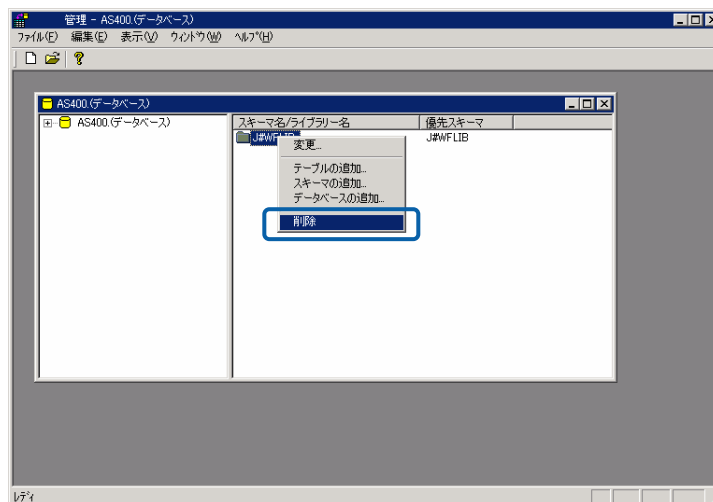 管理 - AS400.(データベース)
ファイル(F) 編集(E) 表示(V) ウィンドウ(W) ヘルプ(H)
AS400.(データベース)
AS400.(データベース)
スキーマ名/ライブラリー名 優先スキーマ
J#WFLIB J#WFLIB
変更...
テーブルの追加...
スキーマの追加...
データベースの追加...
削除
レディ